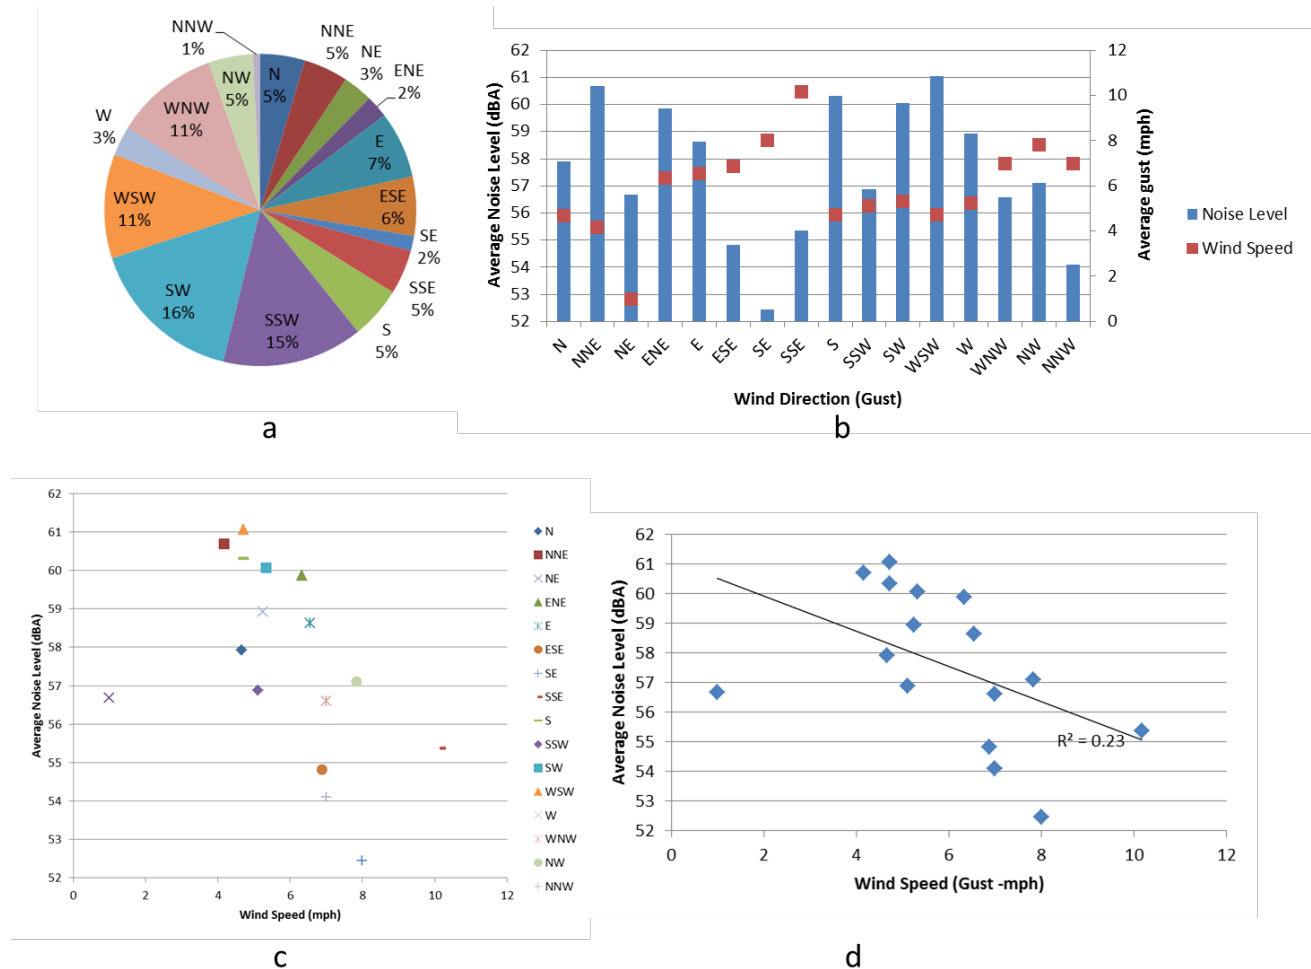 NNW
1%
NNE
5%
NE
3%
ENE
2%
N
5%
NW
5%
WNW
11%
W
3%
E
7%
WSW
11%
ESE
6%
SE
2%
SW
16%
SSE
5%
SSW
15%
S
5%
a
62
61
60
59
58
57
56
55
54
53
52
Average Noise Level (dBA)
12
10
8
6
4
2
0
Average gust (mph)
N
NNE
NE
ENE
E
ESE
SE
SSE
S
SSW
SW
WSW
W
WNW
NW
NNW
Wind Direction (Gust)
Noise Level
Wind Speed
b
62
61
60
59
58
57
56
55
54
53
52
Average Noise Level (dBA)
0 2 4 6 8 10 12
Wind Speed (mph)
N
NNE
NE
ENE
E
ESE
SE
SSE
S
SSW
SW
WSW
W
WNW
NW
NNW
c
62
61
60
59
58
57
56
55
54
53
52
Average Noise Level (dBA)
R² = 0.23
0 2 4 6 8 10 12
Wind Speed (Gust -mph)
d